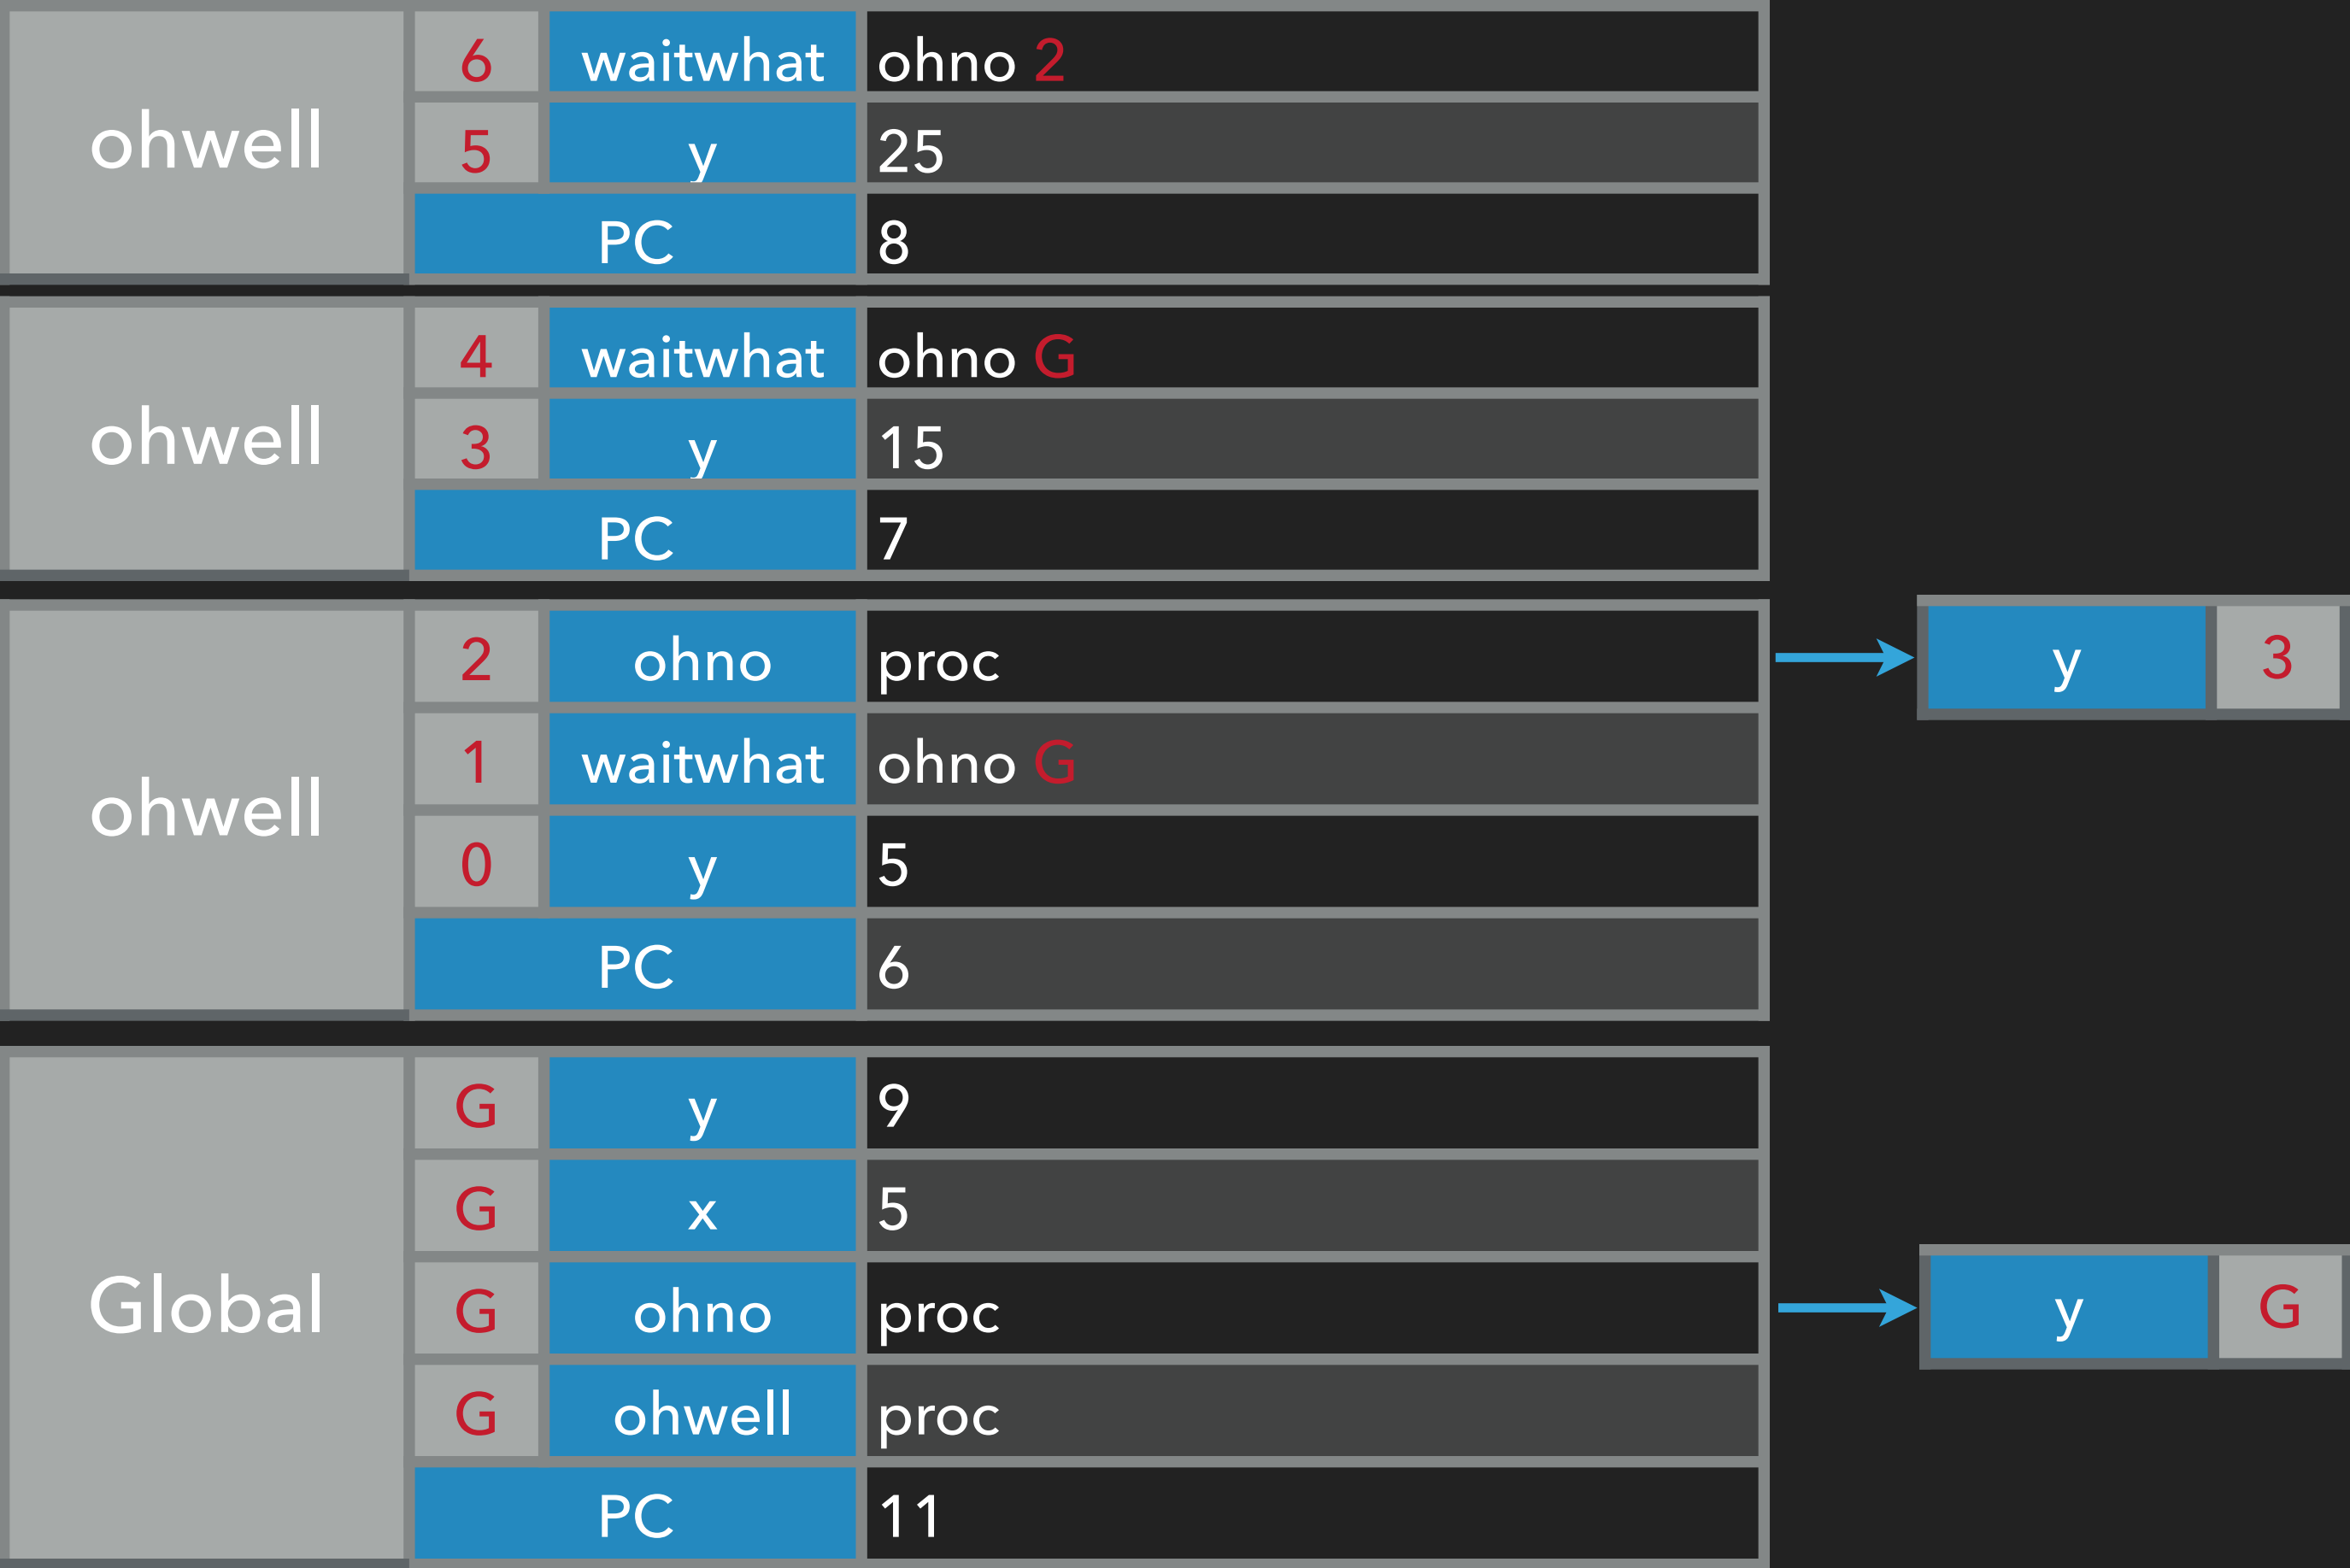 ohwell
6 waitwhat ohno 2
5 y 25
PC 8
ohwell
4 waitwhat ohno G
3 y 15
PC 7
ohwell
2 ohno proc
y 3
1 waitwhat ohno G
0 y 5
PC 6
Global
G y 9
G x 5
G ohno proc
y G
G ohwell proc
PC 11